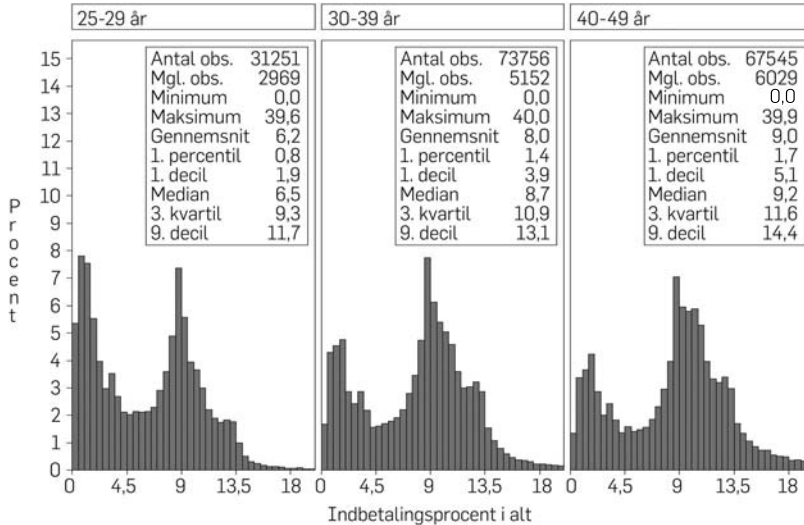 25-29 år
30-39 år
40-49 år
Procent
15
14
13
12
11
10
9
8
7
6
5
4
3
2
1
0
Antal obs. 31251
Mgl. obs. 2969
Minimum 0,0
Maksimum 39,6
Gennemsnit 6,2
1. percentil 0,8
1. decil 1,9
Median 6,5
3. kvartil 9,3
9. decil 11,7
Antal obs. 73756
Mgl. obs. 5152
Minimum 0,0
Maksimum 40,0
Gennemsnit 8,0
1. percentil 1,4
1. decil 3,9
Median 8,7
3. kvartil 10,9
9. decil 13,1
Antal obs. 67545
Mgl. obs. 6029
Minimum 0,0
Maksimum 39,9
Gennemsnit 9,0
1. percentil 1,7
1. decil 5,1
Median 9,2
3. kvartil 11,6
9. decil 14,4
0 4,5 9 13,5 18
0 4,5 9 13,5 18
0 4,5 9 13,5 18
Indbetalingsprocent i alt